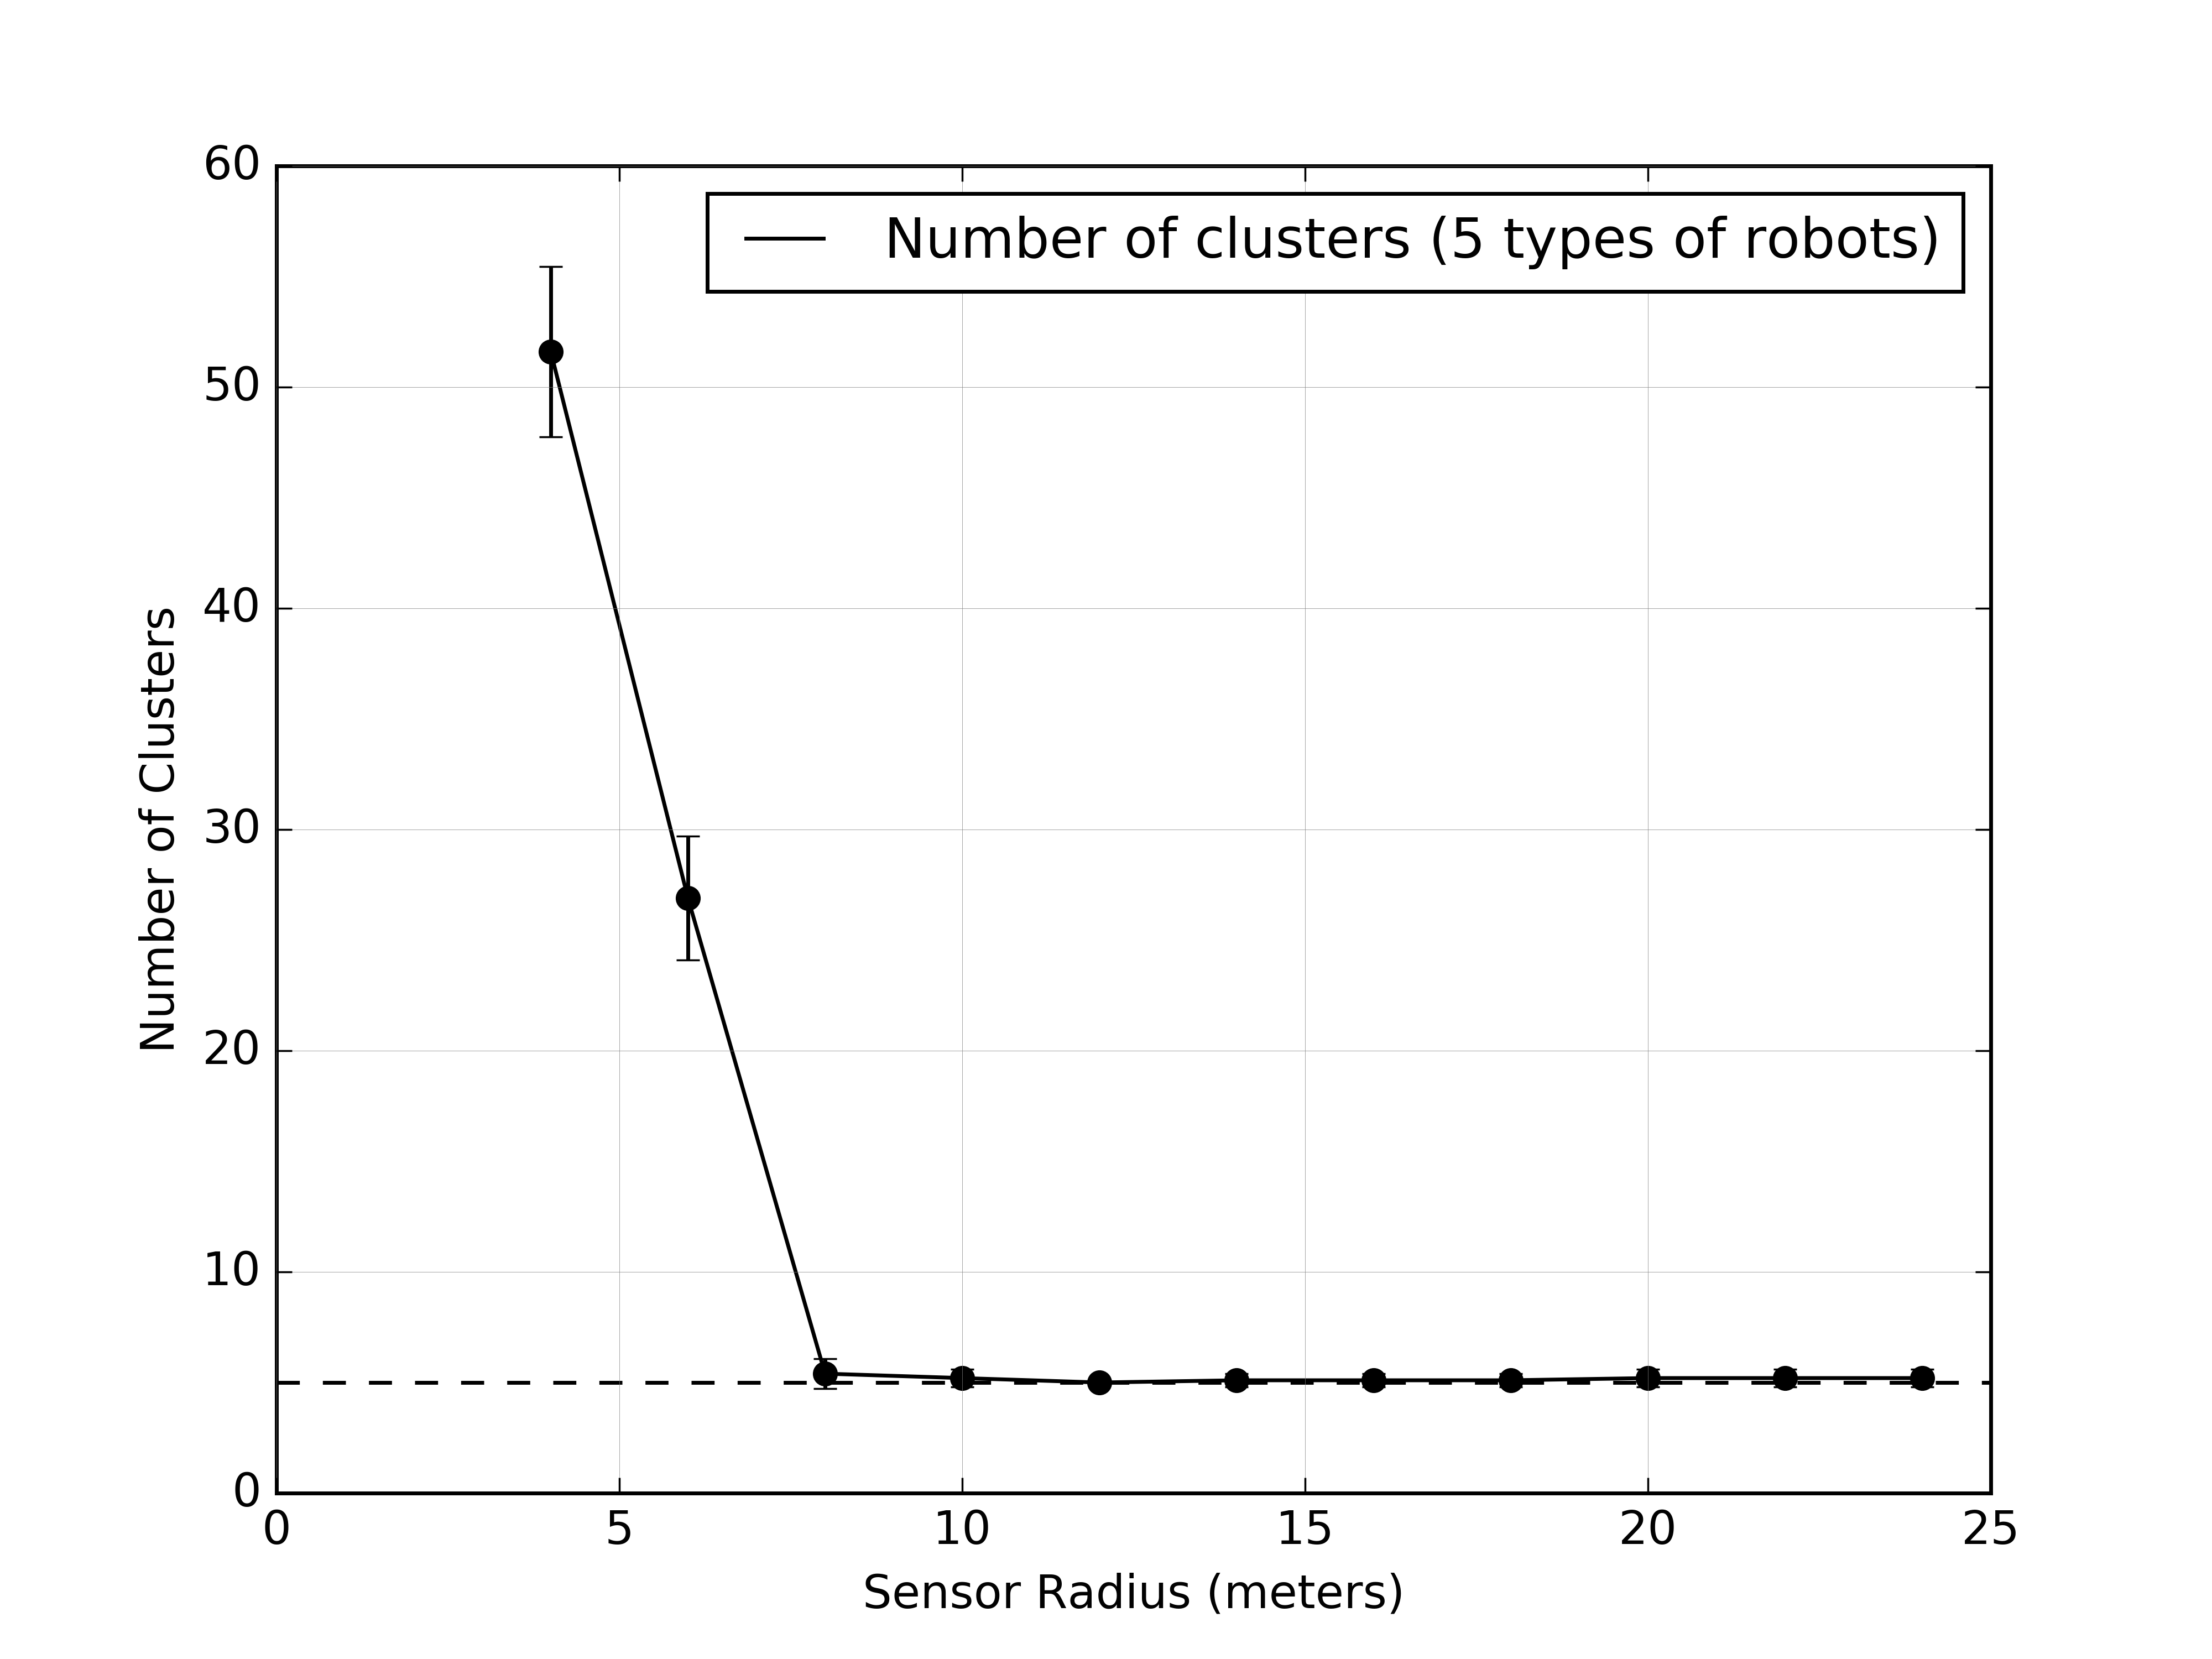 Number of clusters (5 types of robots)
60
50
40
30
20
10
0
Number of Clusters
0 5 10 15 20 25
Sensor Radius (meters)